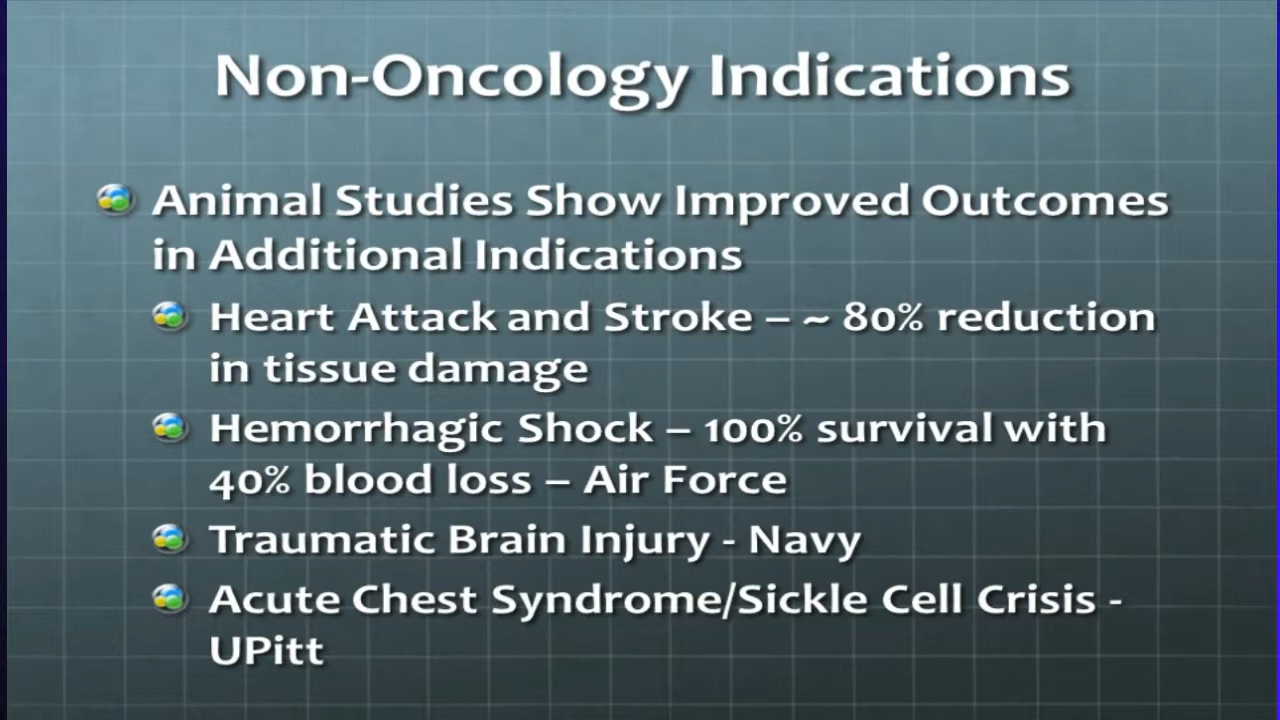 Non-Oncology Indications
Animal Studies Show Improved Outcomes
in Additional Indications
Heart Attack and Stroke – ~ 80% reduction
in tissue damage
Hemorrhagic Shock – 100% survival with
40% blood loss – Air Force
Traumatic Brain Injury - Navy
Acute Chest Syndrome/Sickle Cell Crisis -
UPitt